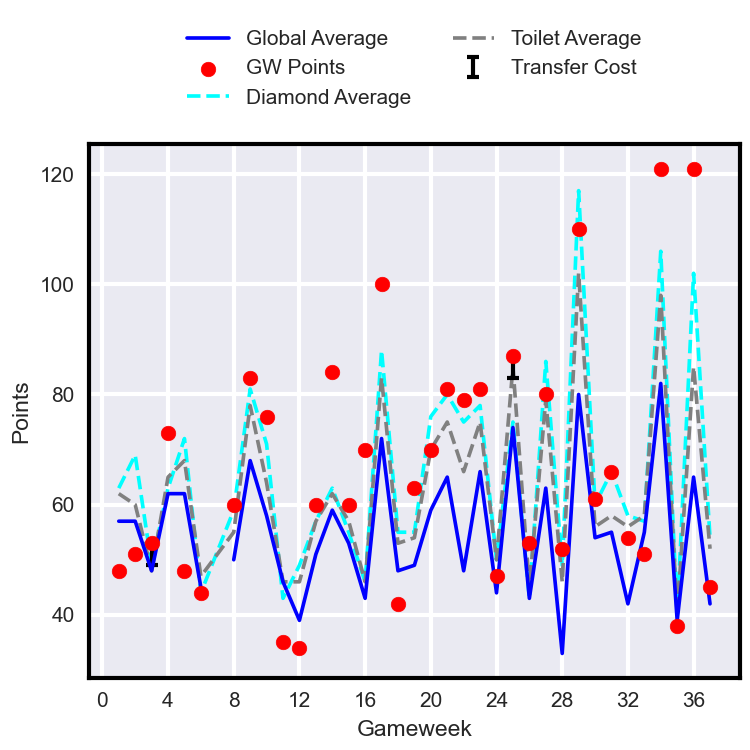 Global Average
GW Points
Diamond Average
Toilet Average
Transfer Cost
120
100
80
60
40
Points
0 4 8 12 16 20 24 28 32 36
Gameweek